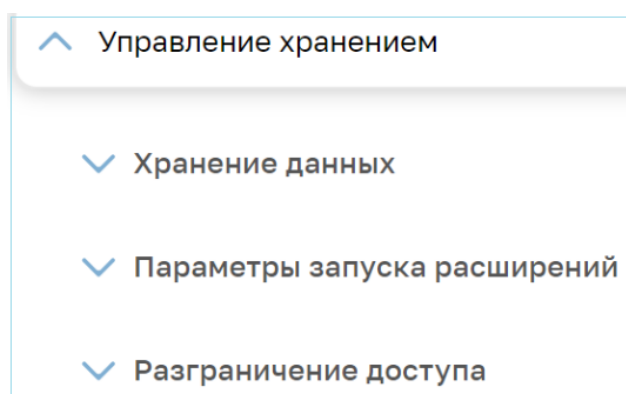 Управление хранением
Хранение данных
Параметры запуска расширений
Разграничение доступа